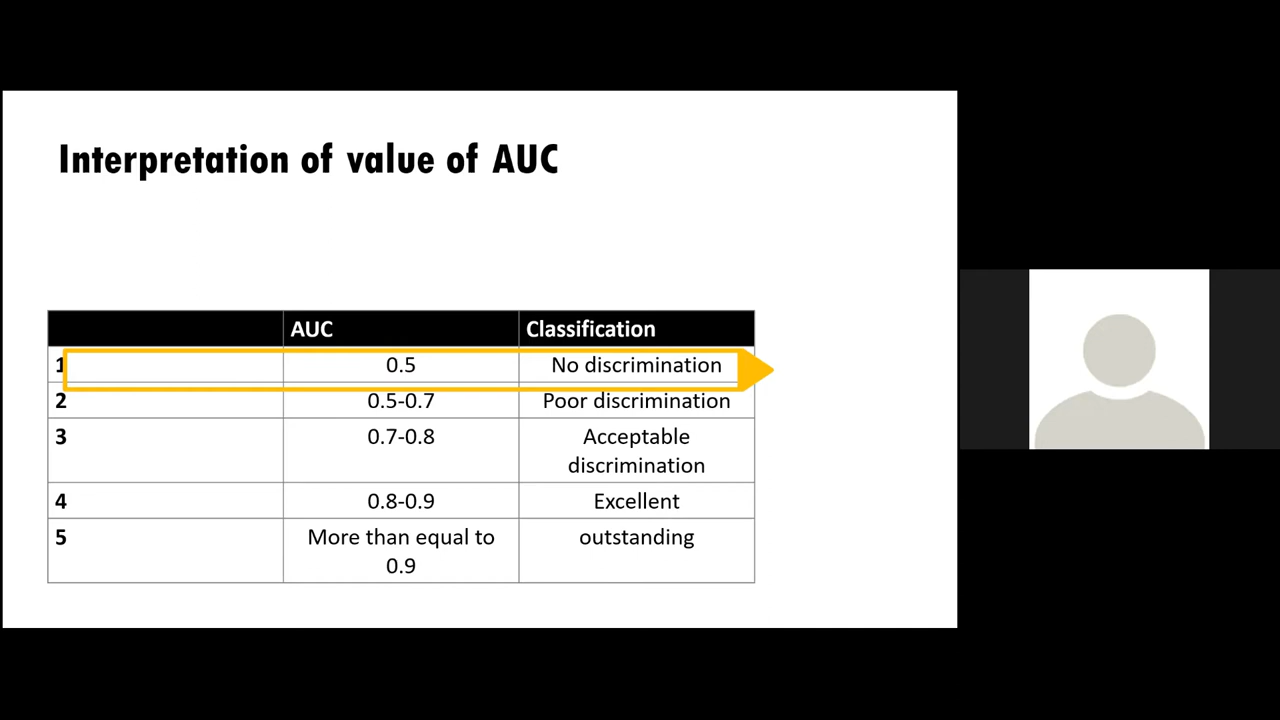 Interpretation of value of AUC
AUC Classification
1 0.5 No discrimination
2 0.5-0.7 Poor discrimination
3 0.7-0.8 Acceptable
discrimination
4 0.8-0.9 Excellent
5 More than equal to outstanding
0.9